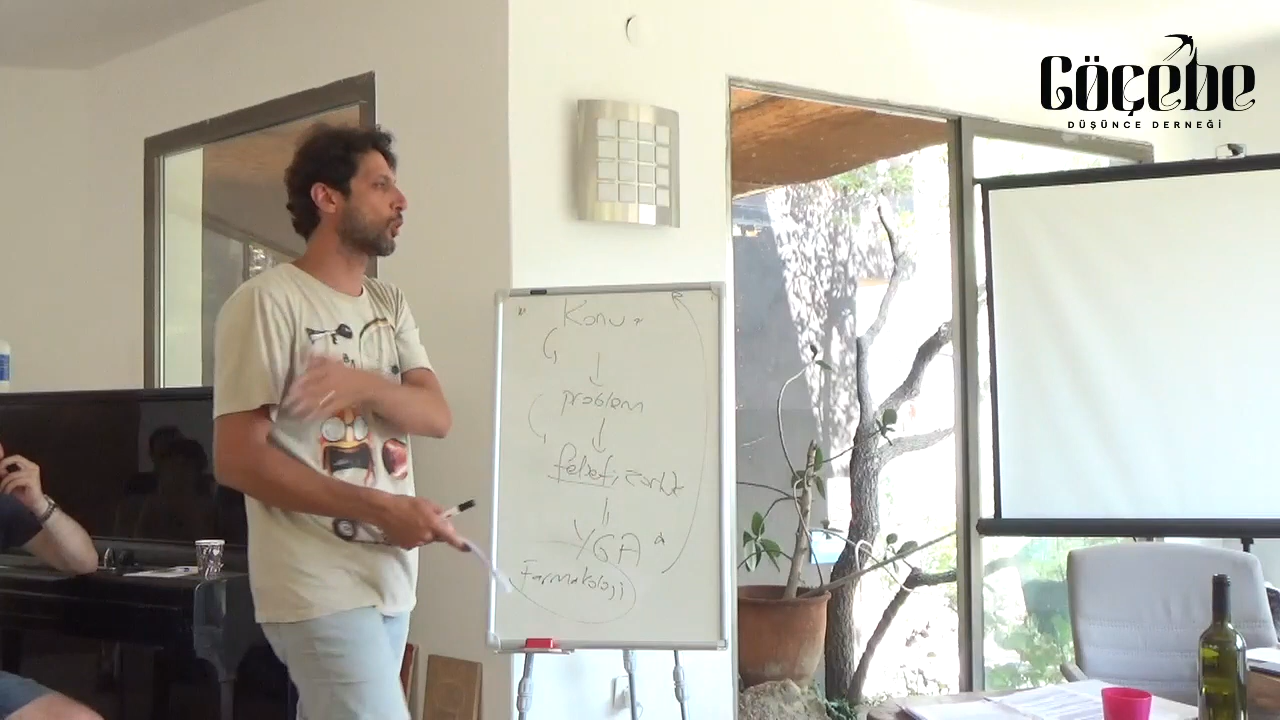 Göçebe
DÜŞÜNCE DERNEĞİ
Konu
problem
felsefi zorluk
YGA
Farmakoloji